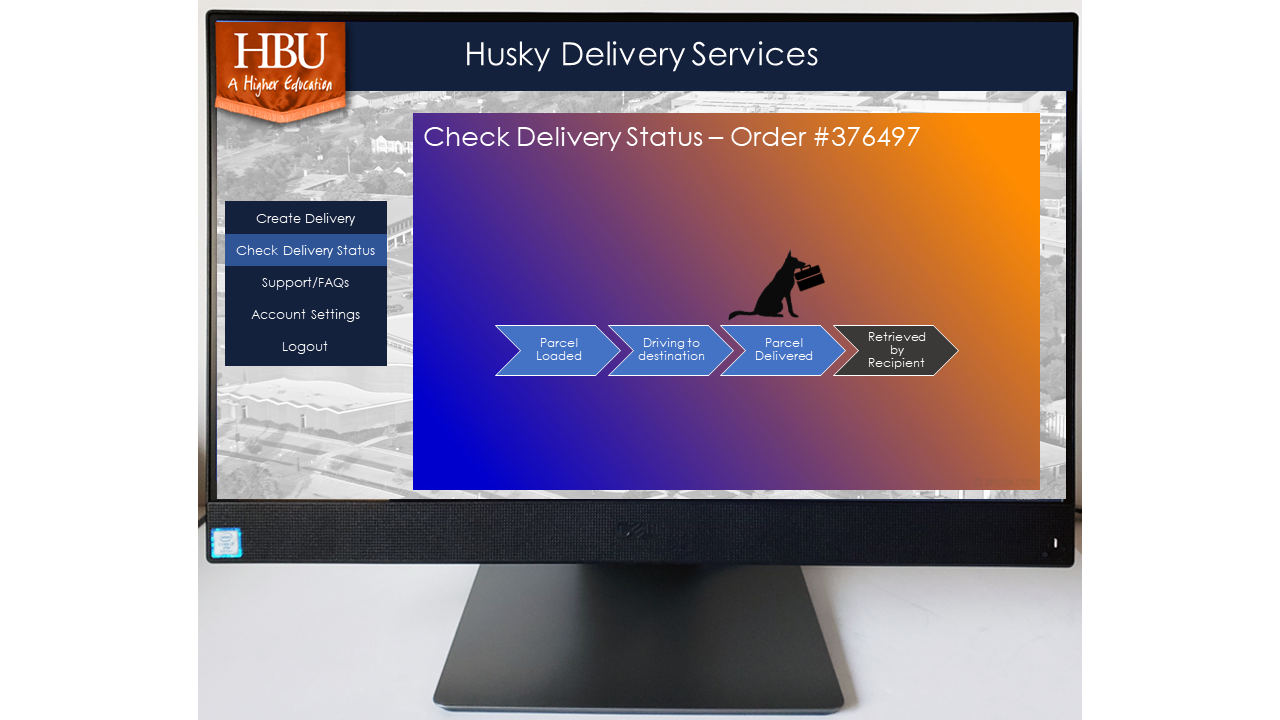 HBU
A Higher Education
Husky Delivery Services
Check Delivery Status – Order #376497
Create Delivery
Check Delivery Status
Support/FAQs
Account Settings
Logout
Parcel
Loaded
Driving to
destination
Parcel
Delivered
Retrieved
by
Recipient